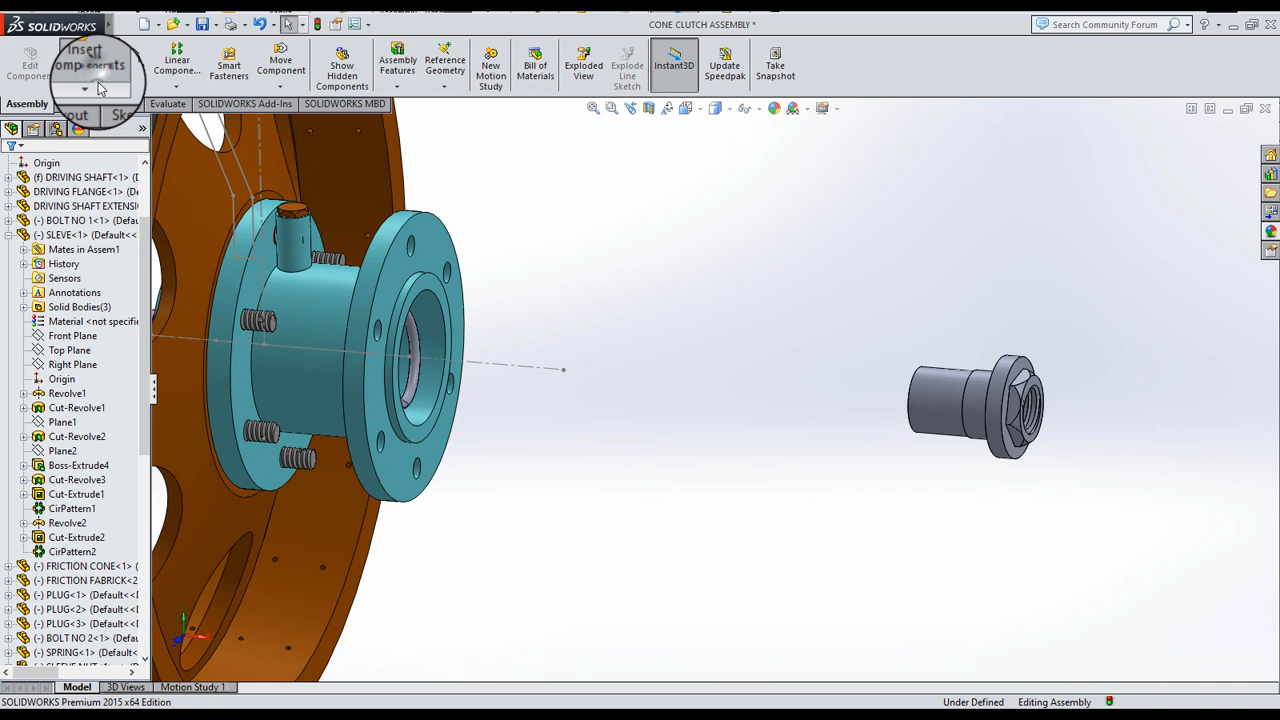 SOLIDWORKS
CONE CLUTCH ASSEMBLY *
Search Community Forum
Edit
Component
Insert
Linear
Compone...
Smart
Fasteners
Move
Component
Show
Hidden
Components
Assembly
Features
Reference
Geometry
New
Motion
Study
Bill of
Materials
Exploded
View
Explode
Line
Sketch
Instant3D
Update
Speedpak
Take
Snapshot
Assembly
Evaluate
SOLIDWORKS Add-Ins
SOLIDWORKS MBD
Origin
(f) DRIVING SHAFT<1>
DRIVING FLANGE<1>
DRIVING SHAFT EXTENSI
(-) BOLT NO 1<1> (Defau
(-) SLEVE<1> (Default<<
Mates in Assem1
History
Sensors
Annotations
Solid Bodies(3)
Material <not specifie
Front Plane
Top Plane
Right Plane
Origin
Revolve1
Cut-Revolve1
Plane1
Cut-Revolve2
Plane2
Boss-Extrude4
Cut-Revolve3
Cut-Extrude1
CirPattern1
Revolve2
Cut-Extrude2
CirPattern2
(-) FRICTION CONE<1>
(-) FRICTION FABRICK<2
(-) PLUG<1> (Default<<D
(-) PLUG<2> (Default<<D
(-) PLUG<3> (Default<<D
(-) BOLT NO 2<1> (Defau
(-) SPRING<1> (Default<
Model
3D Views
Motion Study 1
SOLIDWORKS Premium 2015 x64 Edition
Under Defined
Editing Assembly